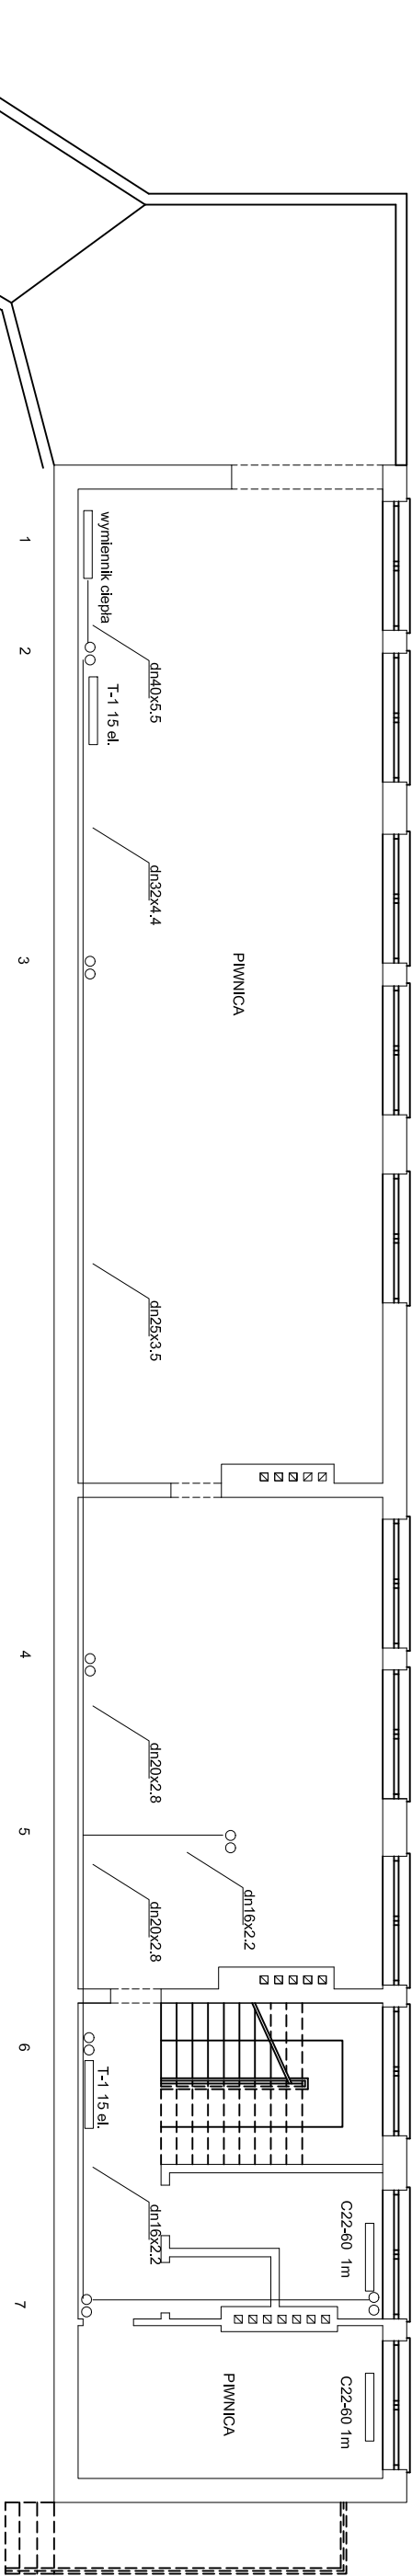 1
wymiennik ciepła
2
dn40x5.5
T-1 15 el.
dn32x4.4
3
PIWNICA
dn25x3.5
4
dn20x2.8
5
dn16x2.2
dn20x2.8
6
T-1 15 el.
dn16x2.2
C22-60 1m
7
PIWNICA
C22-60 1m